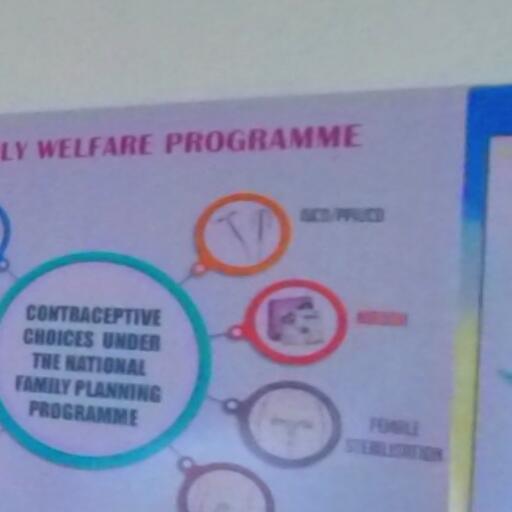 LY WELFARE PROGRAMME
IUCD/PPIUCD
CONTRACEPTIVE
CHOICES UNDER
THE NATIONAL
FAMILY PLANNING
PROGRAMME
FEMALE
STERILISATION